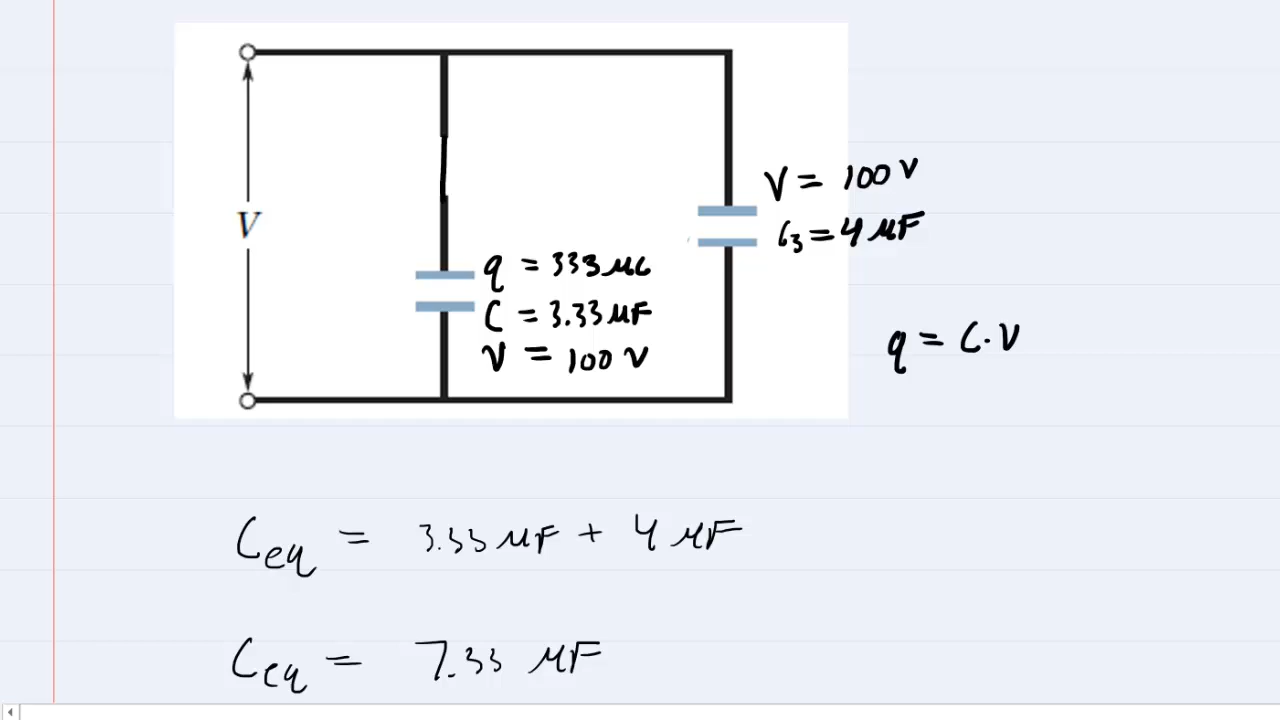 V
V = 100 V
C3 = 4 μF
q = 333 μC
C = 3.33 μF
V = 100 V
q = C·V
Ceq = 3.33 μF + 4 μF
Ceq = 7.33 μF